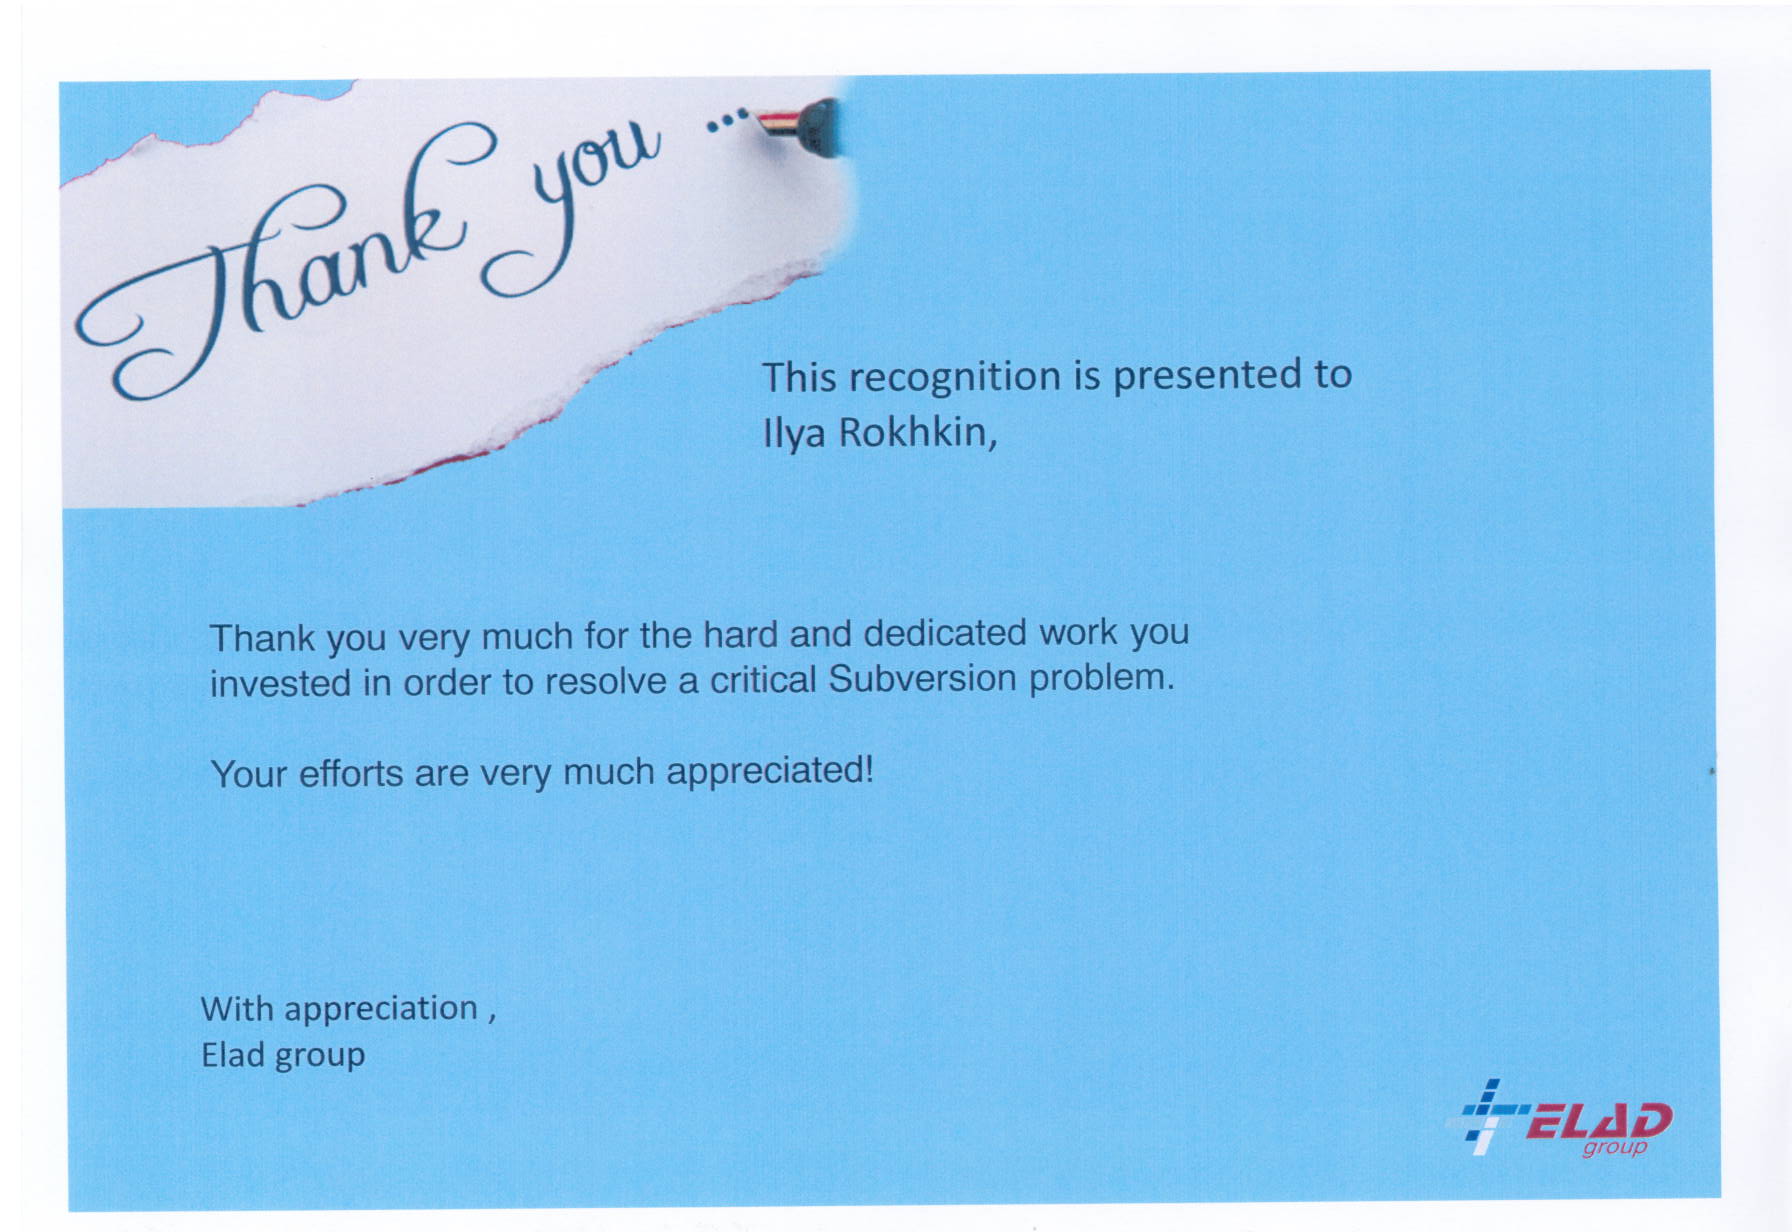 Thank you ...
This recognition is presented to
Ilya Rokhkin,
Thank you very much for the hard and dedicated work you
invested in order to resolve a critical Subversion problem.
Your efforts are very much appreciated!
With appreciation ,
Elad group
ELAD
group